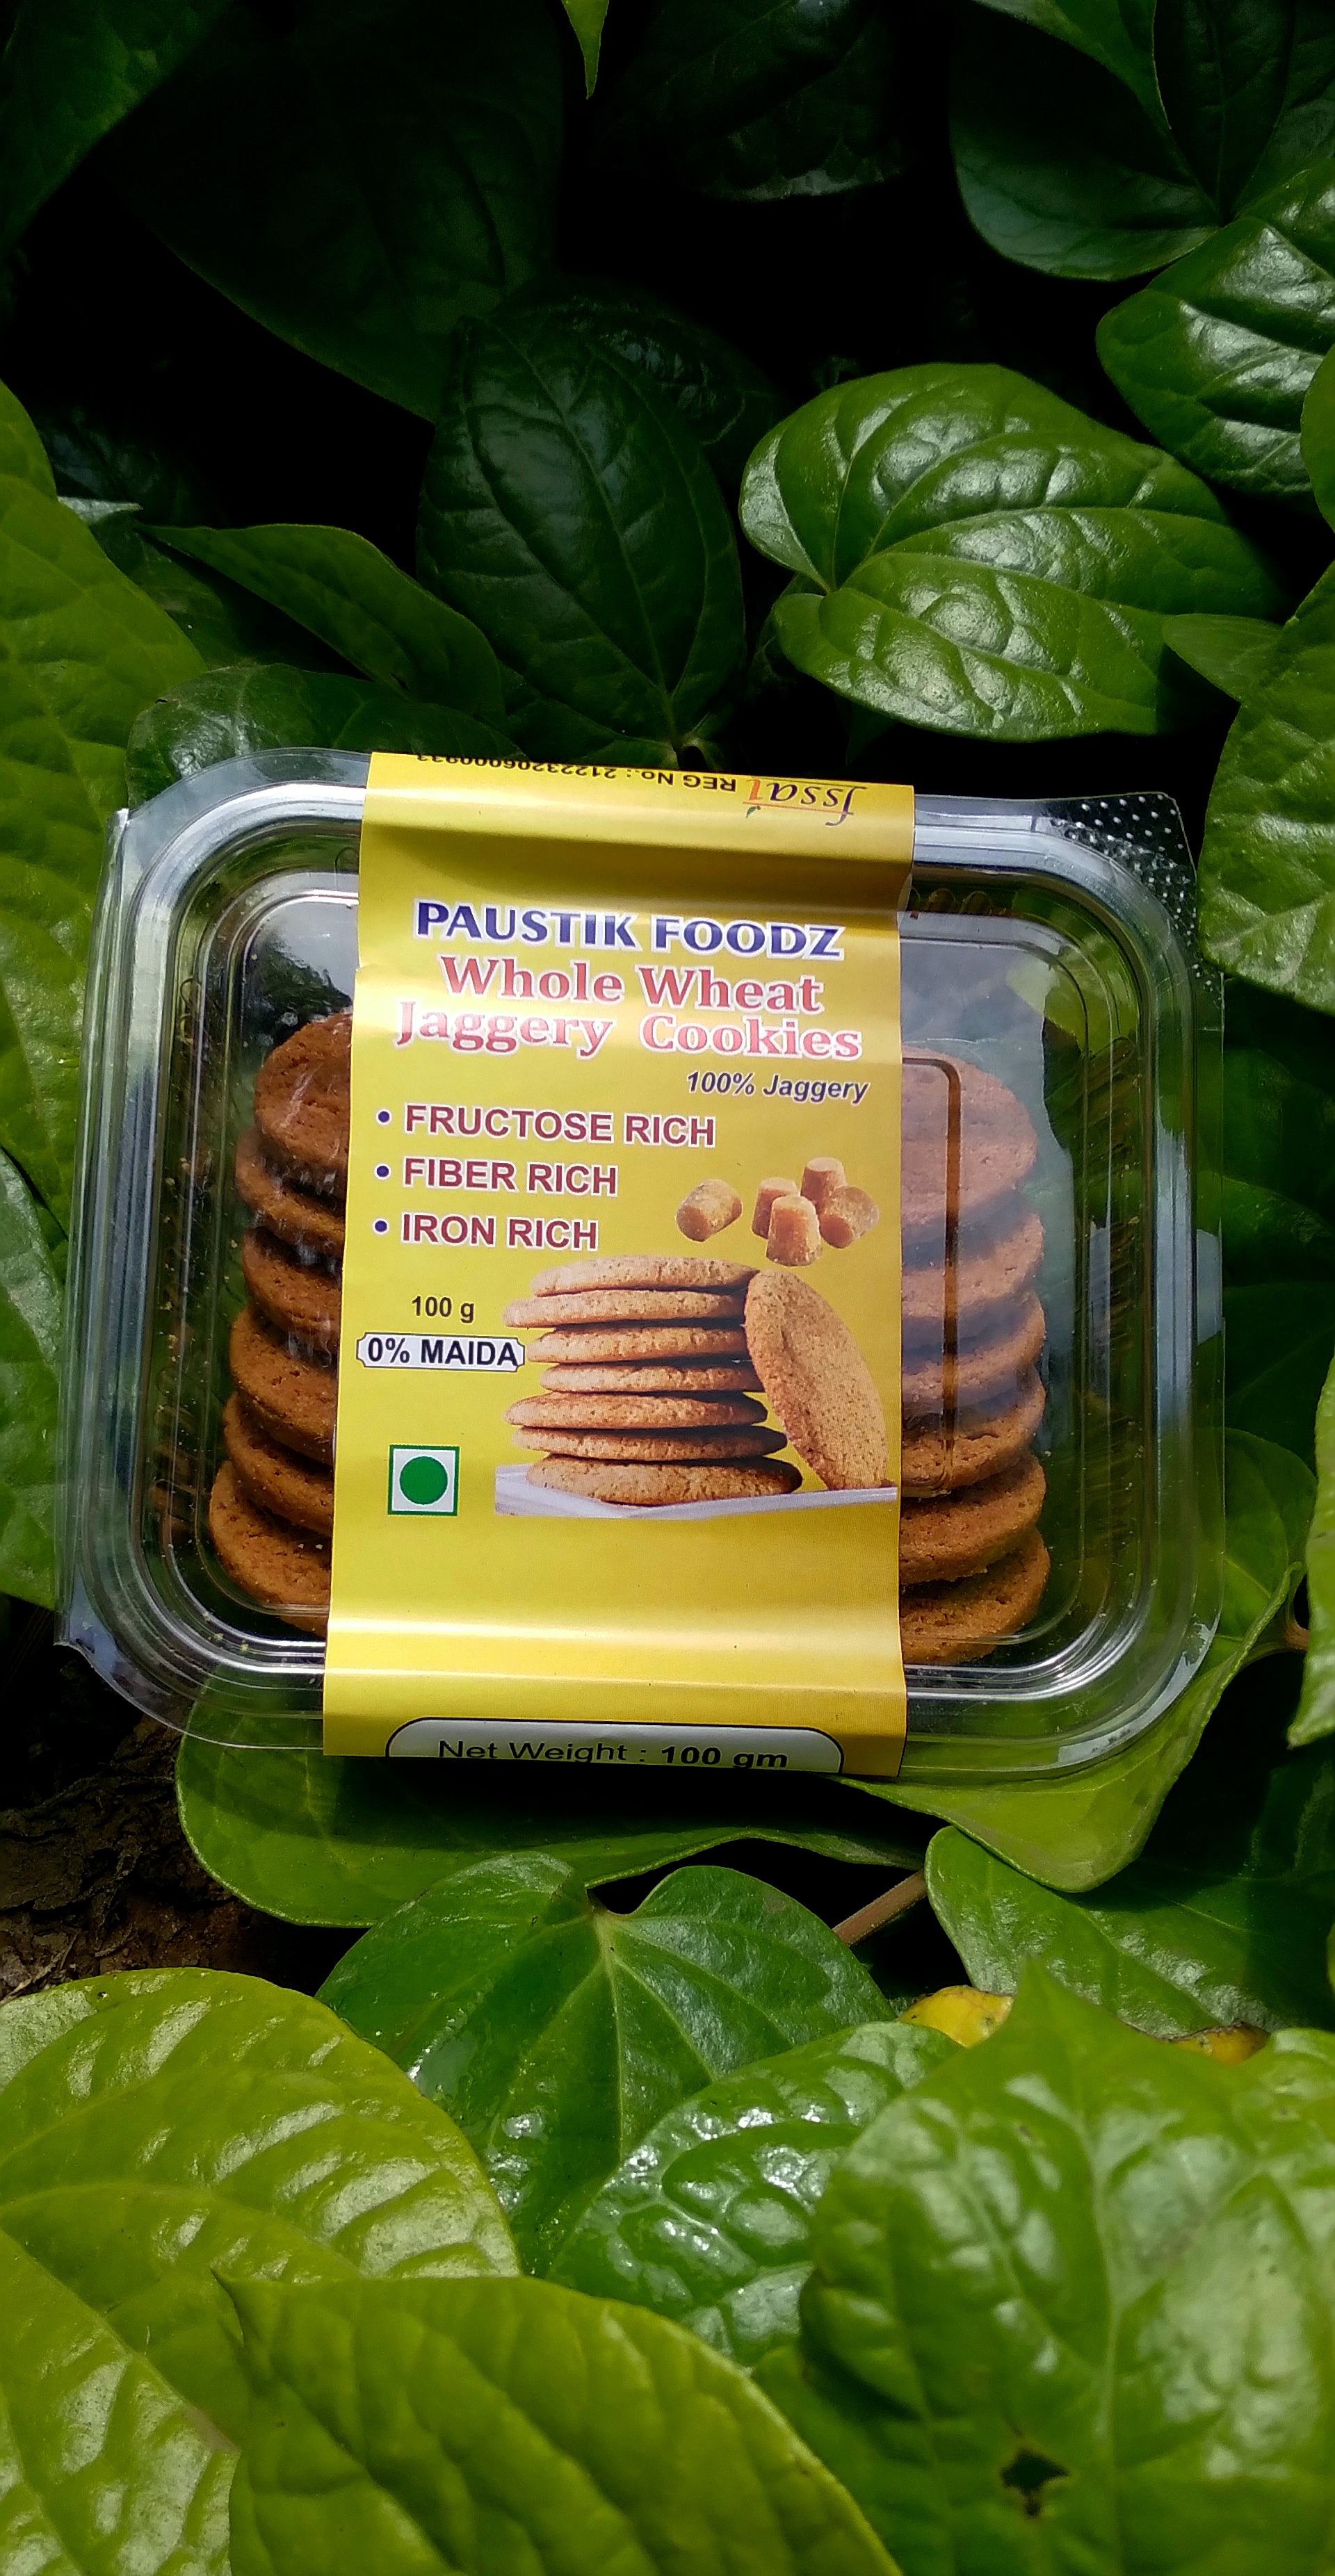 fssai REG No.: 21223206000933
PAUSTIK FOODZ
Whole Wheat
Jaggery Cookies
100% Jaggery
• FRUCTOSE RICH
• FIBER RICH
• IRON RICH
100 g
0% MAIDA
Net Weight : 100 gm